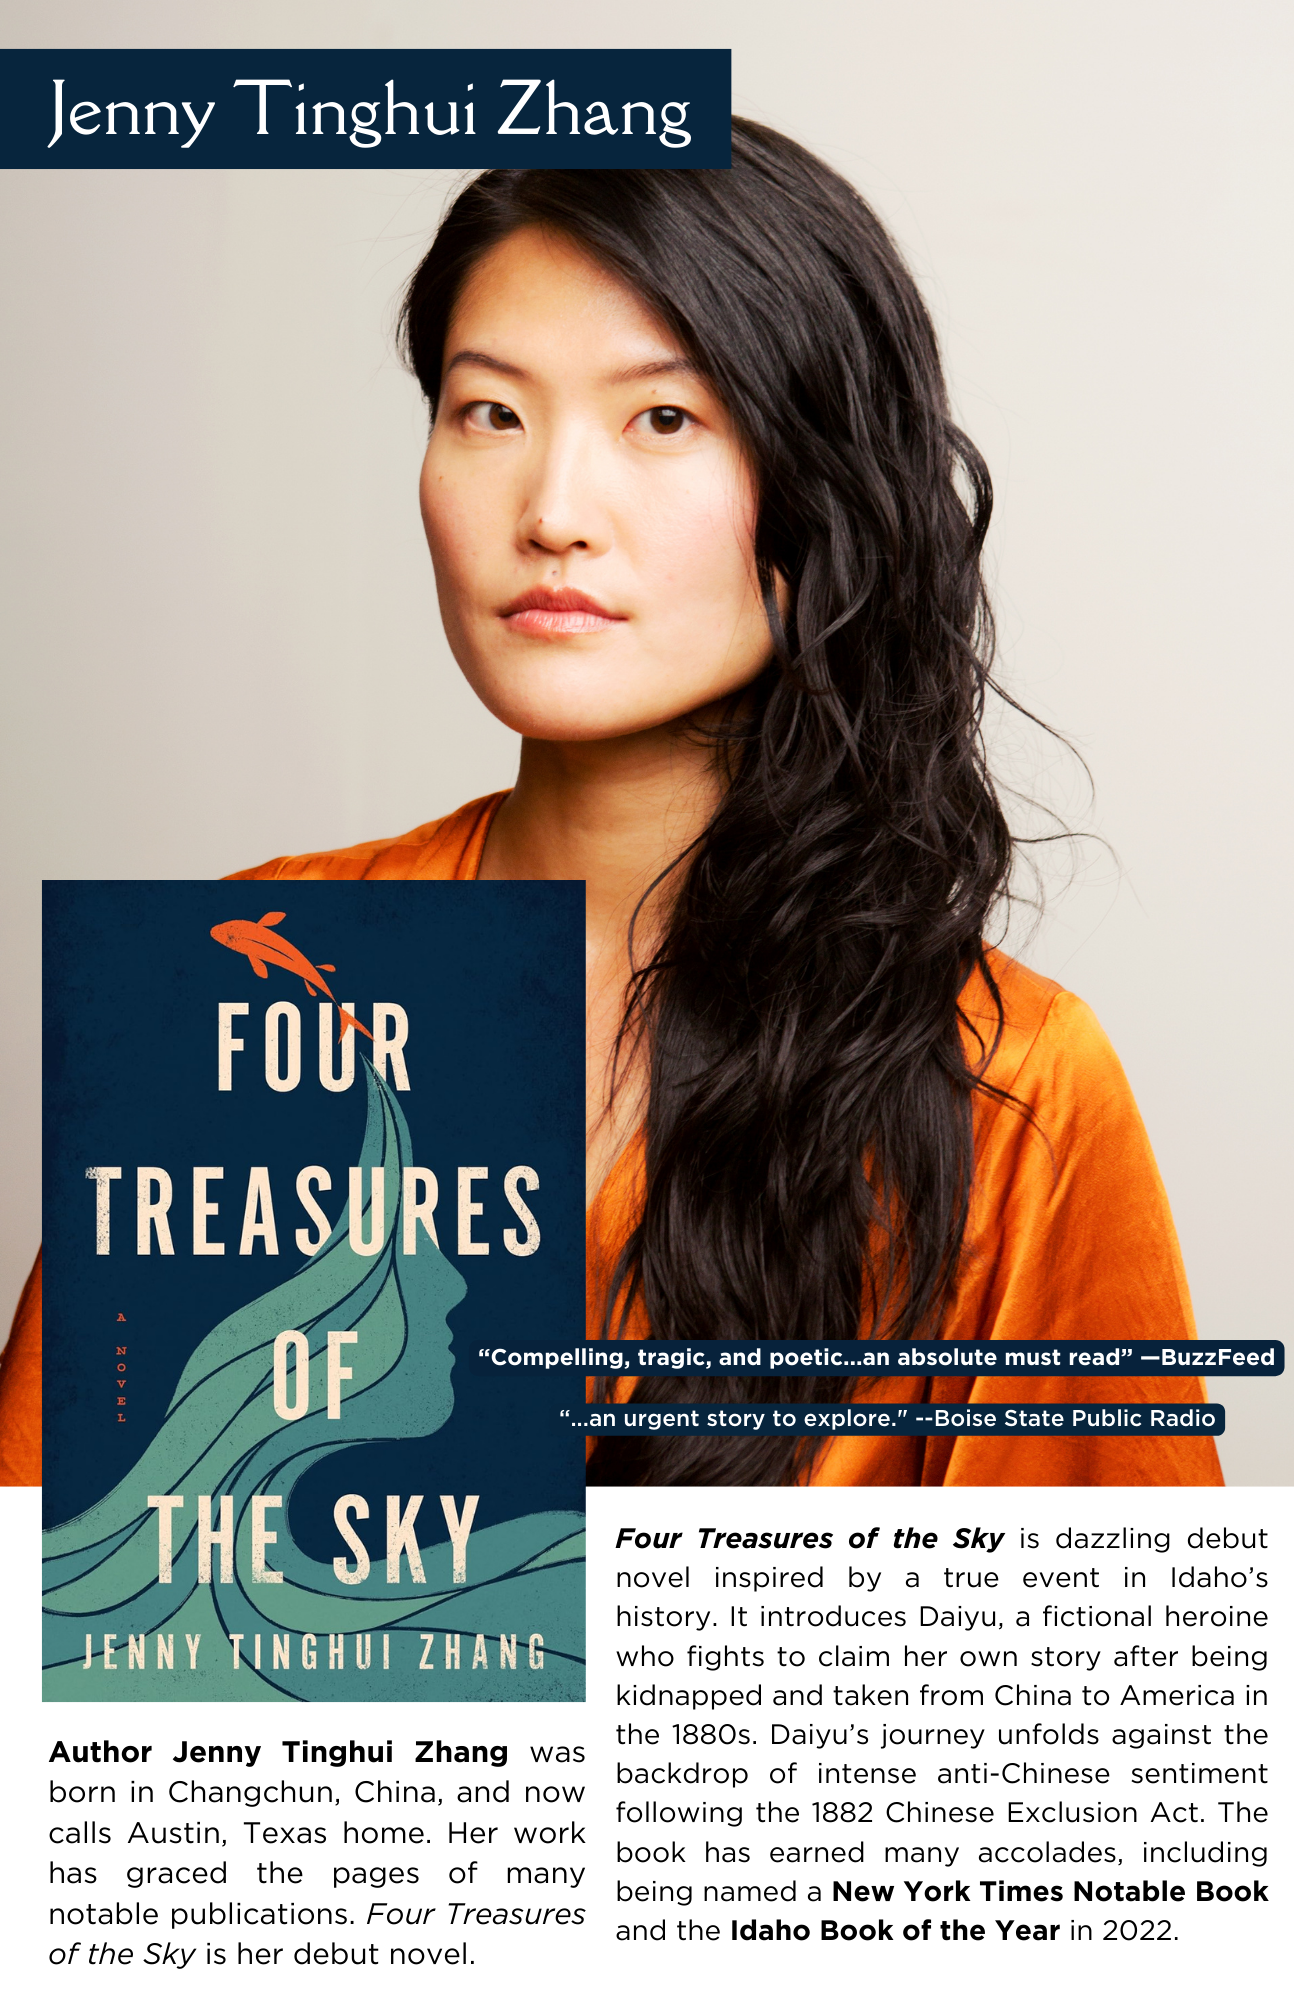 Jenny Tinghui Zhang
FOUR
TREASURES
A NOVEL
OF
THE SKY
JENNY TINGHUI ZHANG
“Compelling, tragic, and poetic...an absolute must read” —BuzzFeed
“...an urgent story to explore." --Boise State Public Radio
Author Jenny Tinghui Zhang was
born in Changchun, China, and now
calls Austin, Texas home. Her work
has graced the pages of many
notable publications. Four Treasures
of the Sky is her debut novel.
Four Treasures of the Sky is dazzling debut
novel inspired by a true event in Idaho’s
history. It introduces Daiyu, a fictional heroine
who fights to claim her own story after being
kidnapped and taken from China to America in
the 1880s. Daiyu’s journey unfolds against the
backdrop of intense anti-Chinese sentiment
following the 1882 Chinese Exclusion Act. The
book has earned many accolades, including
being named a New York Times Notable Book
and the Idaho Book of the Year in 2022.